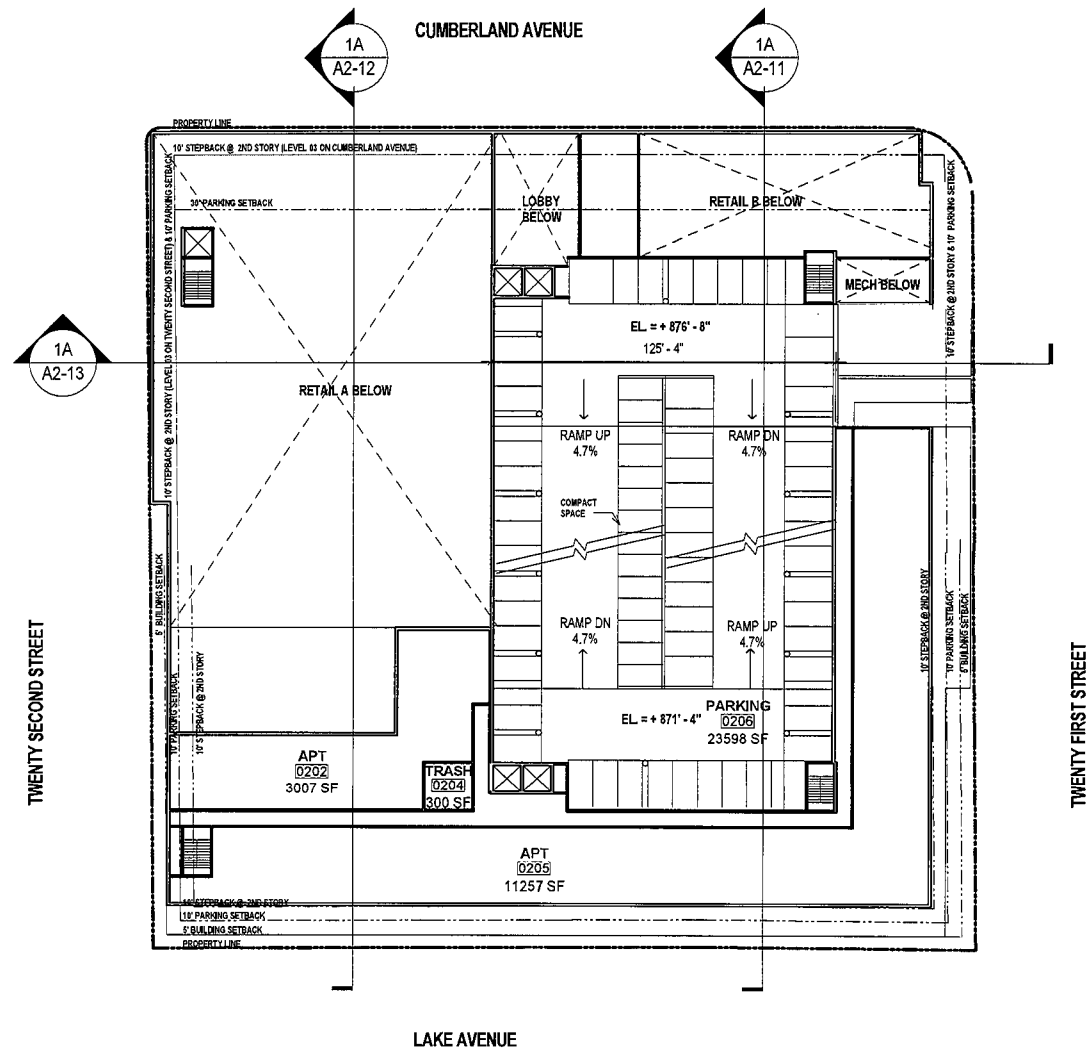 CUMBERLAND AVENUE
1A
A2-12
1A
A2-11
PROPERTY LINE
10' STEPBACK @ 2ND STORY (LEVEL 03 ON CUMBERLAND AVENUE)
30' PARKING SETBACK
LOBBY
BELOW
RETAIL B BELOW
MECH BELOW
10' STEPBACK @ 2ND STORY (LEVEL 03 ON TWENTY SECOND STREET) & 10' PARKING SETBACK
10' STEPBACK @ 2ND STORY & 10' PARKING SETBACK
EL. = + 876' - 8"
125' - 4"
1A
A2-13
RETAIL A BELOW
RAMP UP
4.7%
RAMP DN
4.7%
COMPACT
SPACE
5' BUILDING SETBACK
RAMP DN
4.7%
RAMP UP
4.7%
10' STEPBACK @ 2ND STORY
10' PARKING SETBACK
5' BUILDING SETBACK
TWENTY SECOND STREET
TWENTY FIRST STREET
10' PARKING SETBACK
10' STEPBACK @ 2ND STORY
EL. = + 871' - 4"
PARKING
0206
23598 SF
APT
0202
3007 SF
TRASH
0204
300 SF
APT
0205
11257 SF
10' STEPBACK @ 2ND STORY
10' PARKING SETBACK
5' BUILDING SETBACK
PROPERTY LINE
LAKE AVENUE